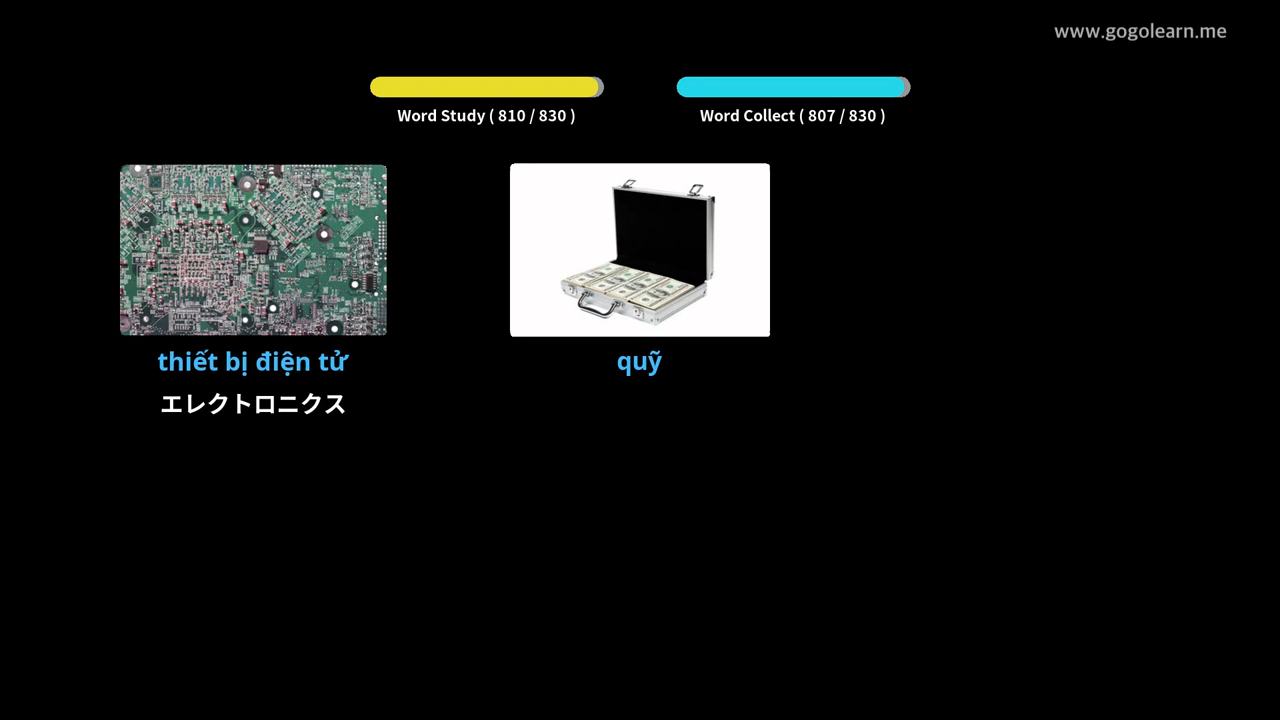 www.gogolearn.me
Word Study ( 810 / 830 )
Word Collect ( 807 / 830 )
thiết bị điện tử
エレクトロニクス
quỹ